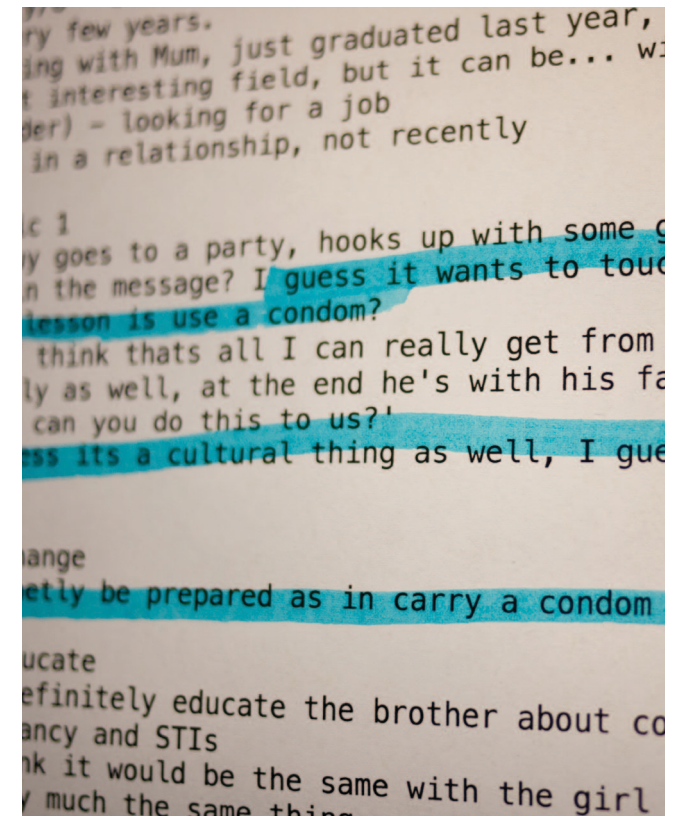 ry few years.
ing with Mum, just graduated last year,
t interesting field, but it can be... wi
der) – looking for a job
in a relationship, not recently
ic 1
y goes to a party, hooks up with some g
n the message? I guess it wants to touc
lesson is use a condom?
think thats all I can really get from
ly as well, at the end he's with his fa
can you do this to us?'
ess its a cultural thing as well, I gue
ange
etly be prepared as in carry a condom
ucate
efinitely educate the brother about co
ancy and STIs
nk it would be the same with the girl
y much the same thing